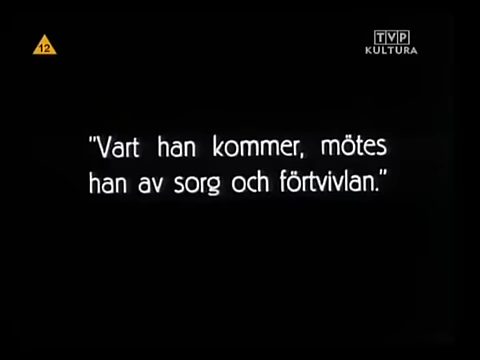 12
TVP
KULTURA
"Vart han kommer, mötes
han av sorg och förtvivlan."